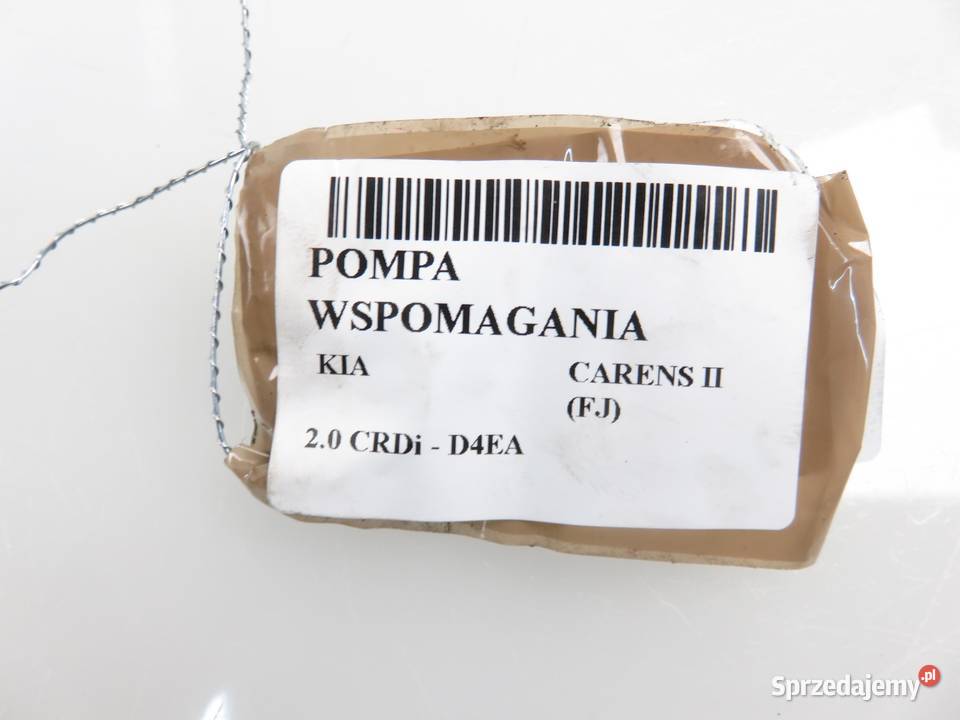 POMPA
WSPOMAGANIA
KIA CARENS II
(FJ)
2.0 CRDi - D4EA
Sprzedajemy.pl